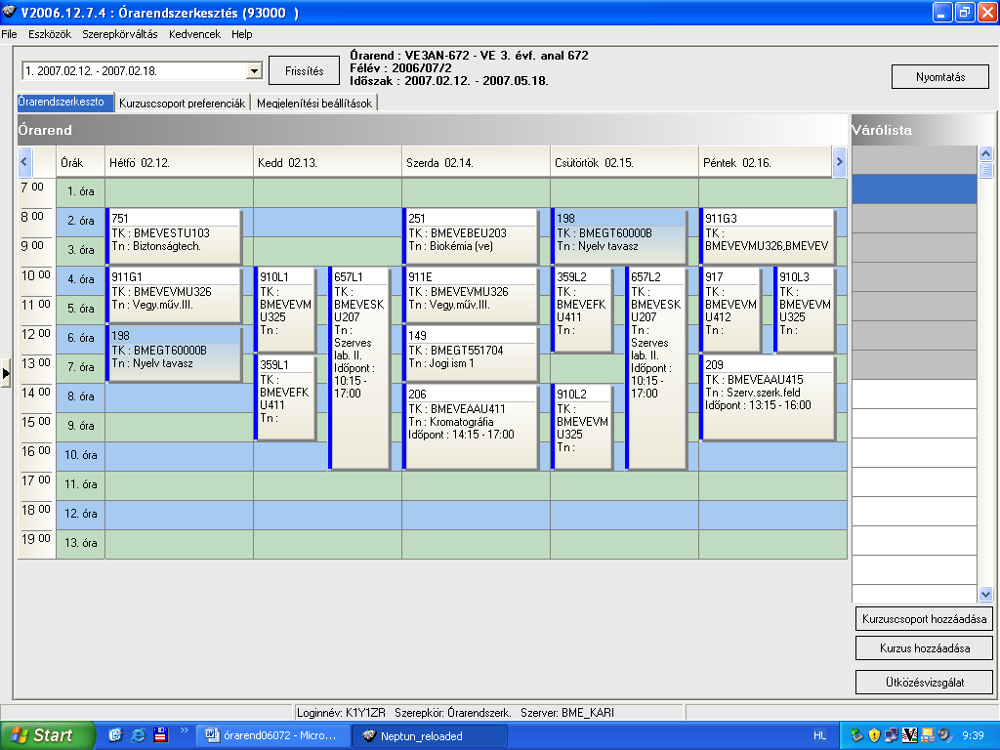 V2006.12.7.4 : Órarendszerkesztés (93000 )
File Eszközök Szerepkörváltás Kedvencek Help
1. 2007.02.12. - 2007.02.18.
Frissítés
Órarend : VE3AN-672 - VE 3. évf. anal 672
Félév : 2006/07/2
Időszak : 2007.02.12. - 2007.05.18.
Nyomtatás
Órarendszerkeszto Kurzuscsoport preferenciák Megjelenítési beállítások
Órarend
Várólista
Órák Hétfő 02.12. Kedd 02.13. Szerda 02.14. Csütörtök 02.15. Péntek 02.16.
7 00 1. óra
8 00 2. óra
9 00 3. óra
10 00 4. óra
11 00 5. óra
12 00 6. óra
13 00 7. óra
14 00 8. óra
15 00 9. óra
16 00 10. óra
17 00 11. óra
18 00 12. óra
19 00 13. óra
751
TK : BMEVESTU103
Tn : Biztonságtech.
911G1
TK : BMEVEVMU326
Tn : Vegy.műv.III.
198
TK : BMEGT60000B
Tn : Nyelv tavasz
910L1
TK :
BMEVEVM
U325
Tn :
359L1
TK :
BMEVEFK
U411
Tn :
657L1
TK :
BMEVESK
U207
Tn :
Szerves
lab. II.
Időpont :
10:15 -
17:00
251
TK : BMEVEBEU203
Tn : Biokémia (ve)
911E
TK : BMEVEVMU326
Tn : Vegy.műv.III.
149
TK : BMEGT551704
Tn : Jogi ism 1
206
TK : BMEVEAAU411
Tn : Kromatográfia
Időpont : 14:15 - 17:00
198
TK : BMEGT60000B
Tn : Nyelv tavasz
359L2
TK :
BMEVEFK
U411
Tn :
910L2
TK :
BMEVEVM
U325
Tn :
657L2
TK :
BMEVESK
U207
Tn :
Szerves
lab. II.
Időpont :
10:15 -
17:00
911G3
TK :
BMEVEVMU326,BMEVEV
917
TK :
BMEVEVM
U412
Tn :
910L3
TK :
BMEVEVM
U325
Tn :
209
TK : BMEVEAAU415
Tn : Szerv.szerk.feld
Időpont : 13:15 - 16:00
Kurzuscsoport hozzáadása
Kurzus hozzáadása
Ütközésvizsgálat
Loginnév: K1Y1ZR Szerepkör: Órarendszerk. Szerver: BME_KARI
Start
órarend06072 - Micro...
Neptun_reloaded
HL
9:39